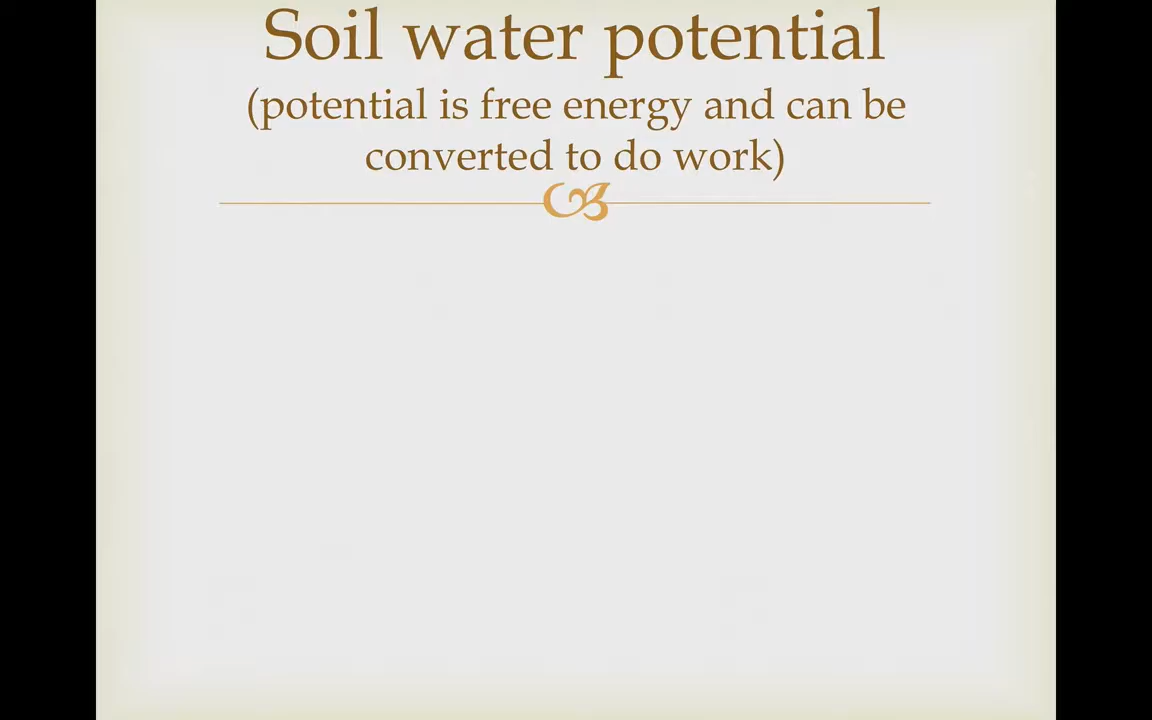 Soil water potential
(potential is free energy and can be
converted to do work)